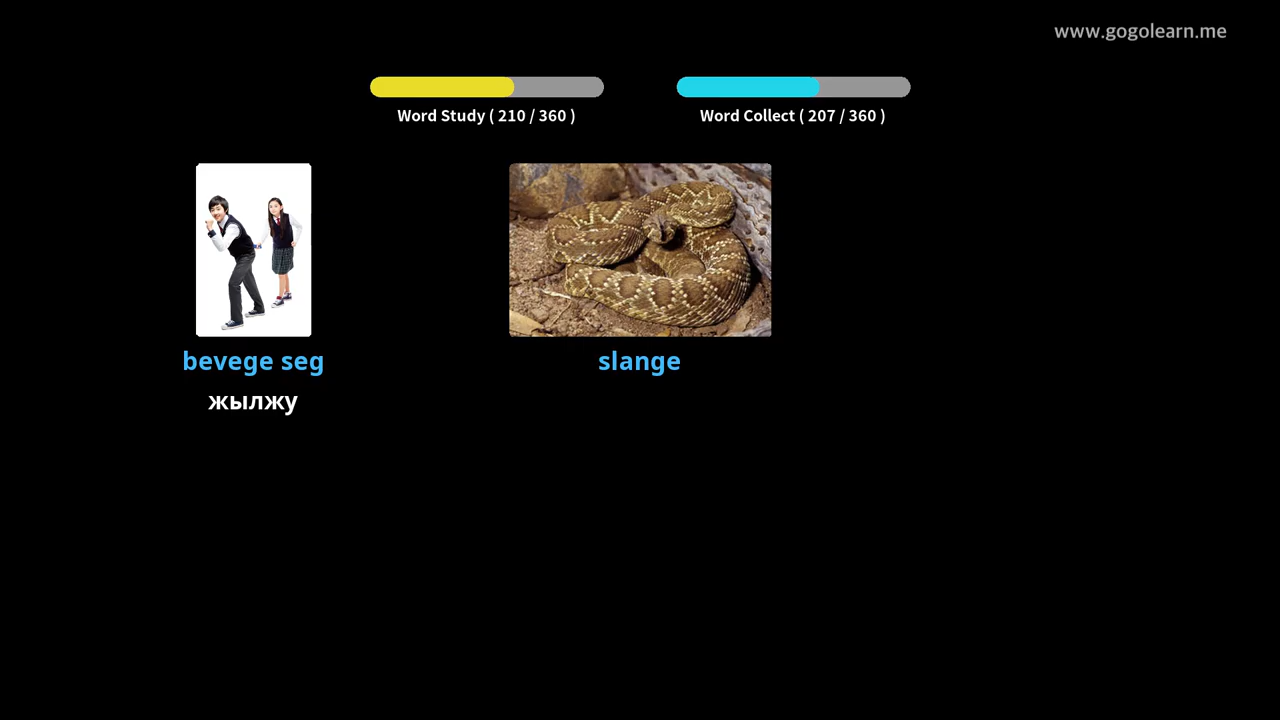 www.gogolearn.me
Word Study ( 210 / 360 )
Word Collect ( 207 / 360 )
bevege seg
slange
жылжу